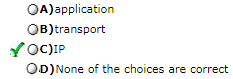 A)application
B)transport
C)IP
D)None of the choices are correct